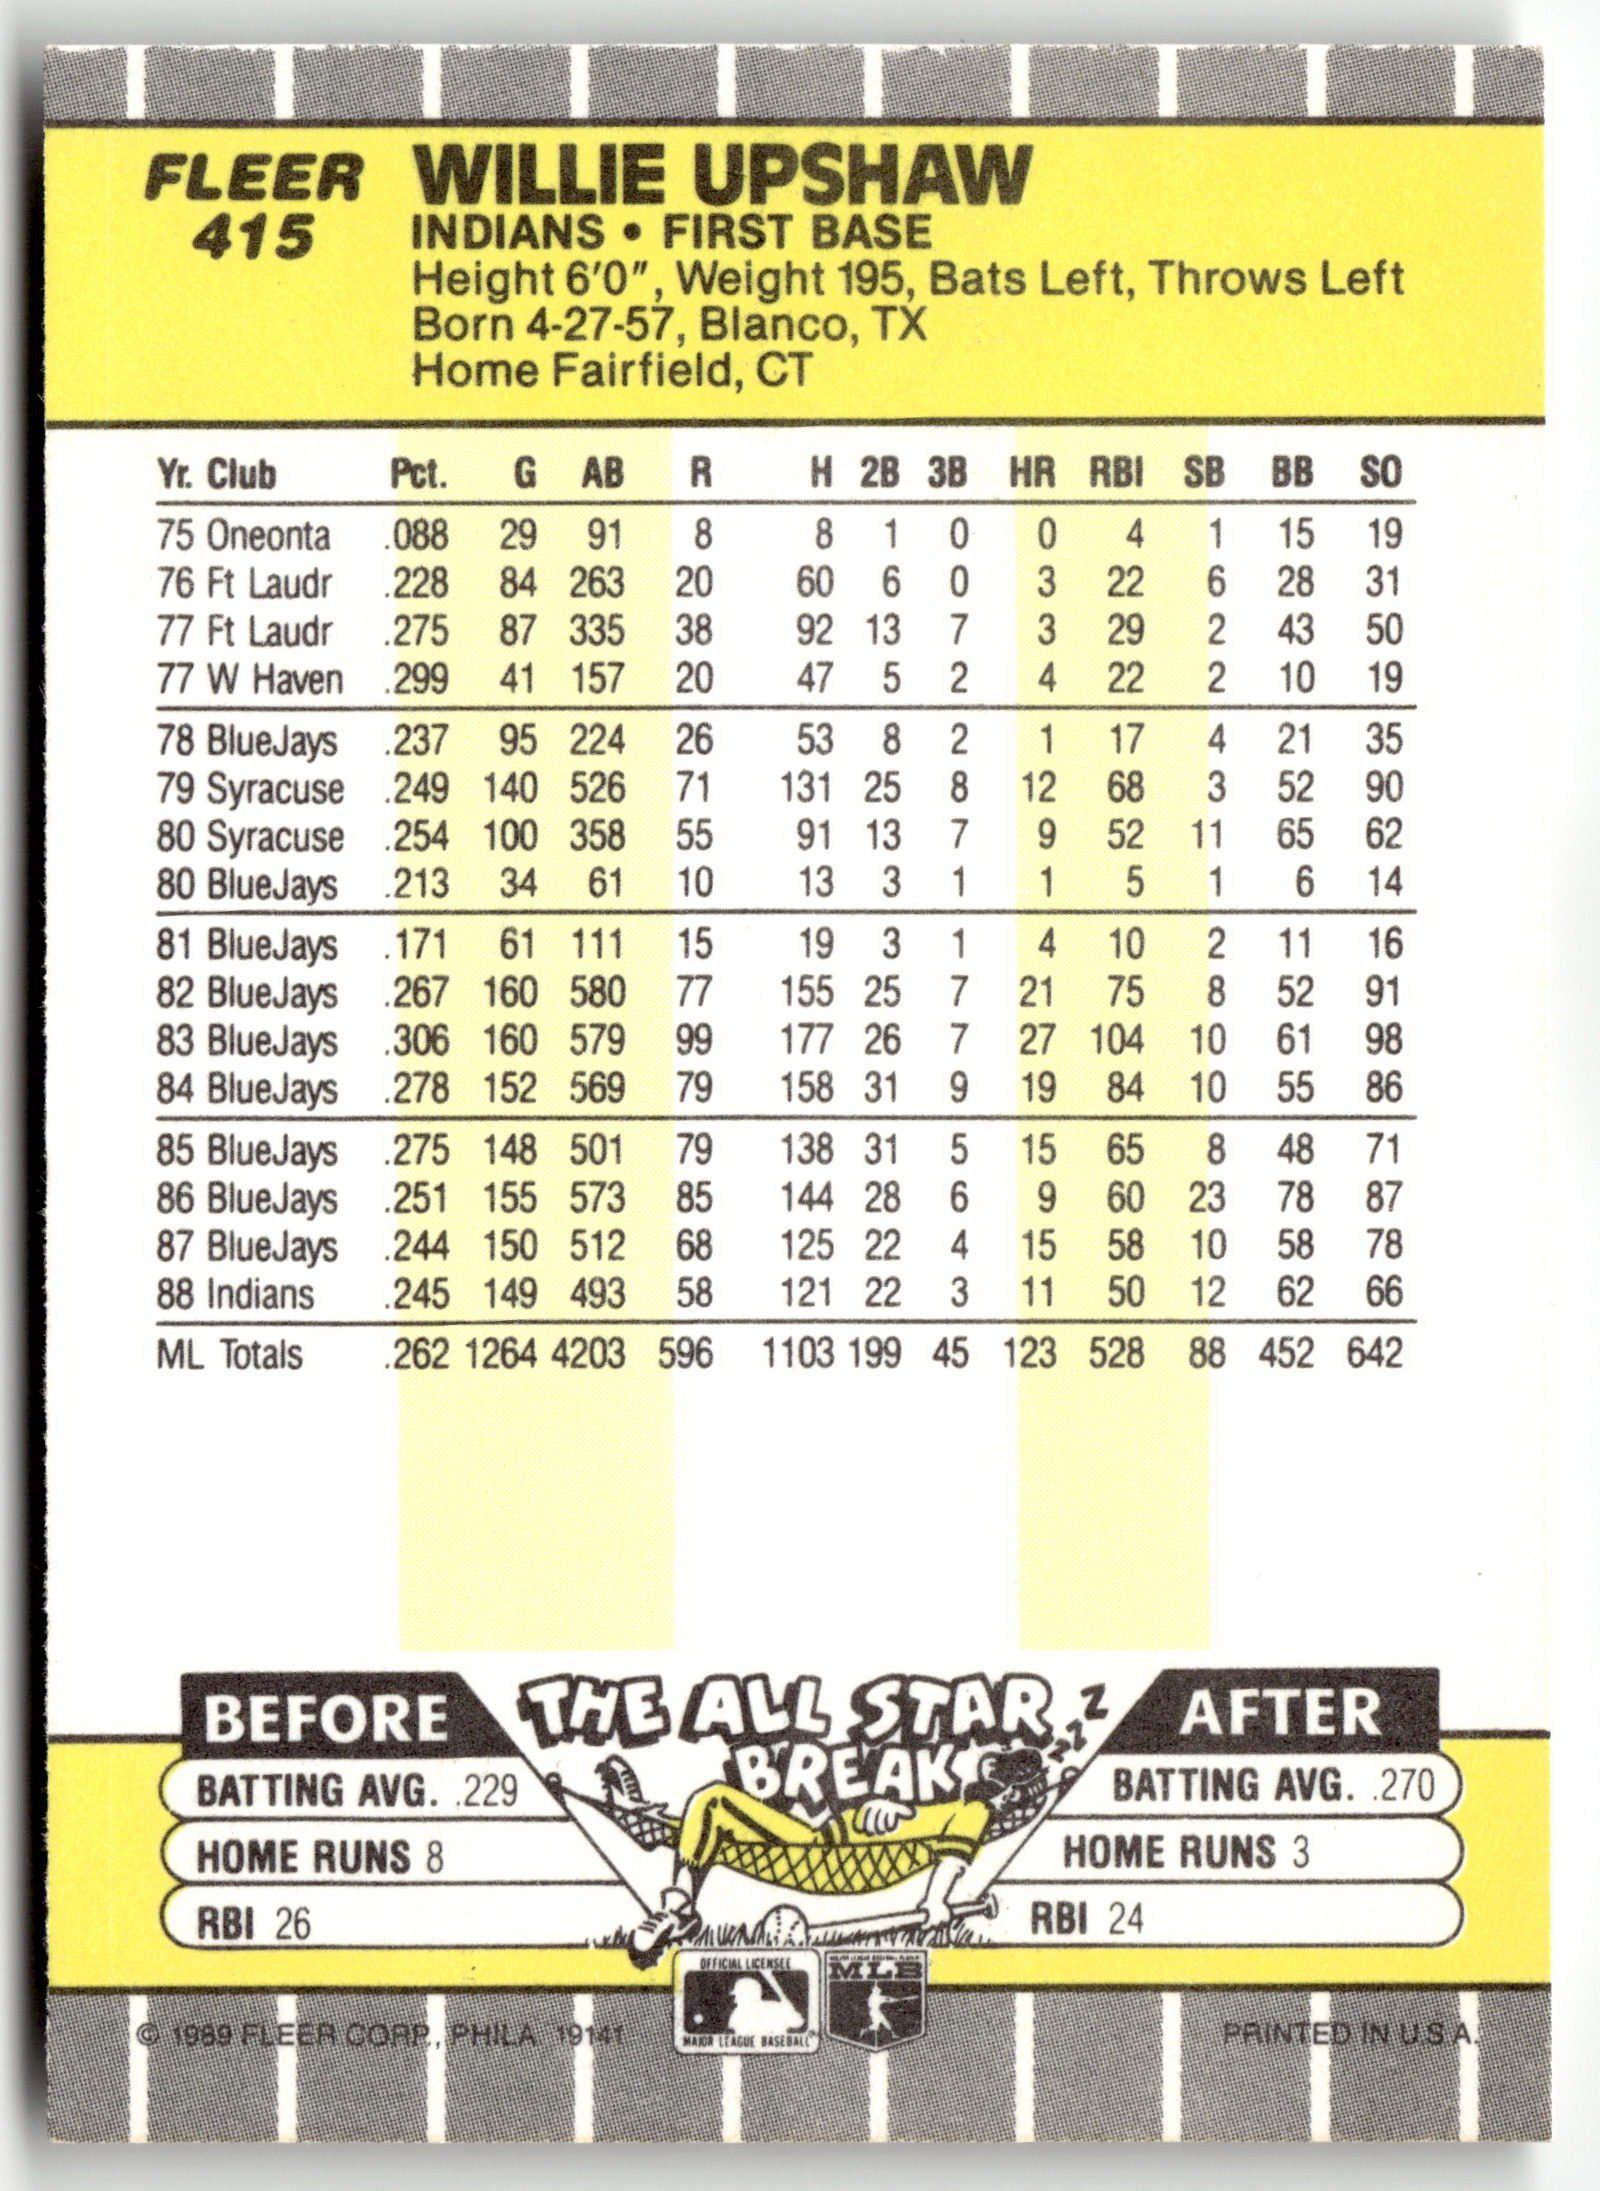 FLEER
415
WILLIE UPSHAW
INDIANS • FIRST BASE
Height 6'0", Weight 195, Bats Left, Throws Left
Born 4-27-57, Blanco, TX
Home Fairfield, CT
Yr. Club Pct. G AB R H 2B 3B HR RBI SB BB SO
75 Oneonta .088 29 91 8 8 1 0 0 4 1 15 19
76 Ft Laudr .228 84 263 20 60 6 0 3 22 6 28 31
77 Ft Laudr .275 87 335 38 92 13 7 3 29 2 43 50
77 W Haven .299 41 157 20 47 5 2 4 22 2 10 19
78 BlueJays .237 95 224 26 53 8 2 1 17 4 21 35
79 Syracuse .249 140 526 71 131 25 8 12 68 3 52 90
80 Syracuse .254 100 358 55 91 13 7 9 52 11 65 62
80 BlueJays .213 34 61 10 13 3 1 1 5 1 6 14
81 BlueJays .171 61 111 15 19 3 1 4 10 2 11 16
82 BlueJays .267 160 580 77 155 25 7 21 75 8 52 91
83 BlueJays .306 160 579 99 177 26 7 27 104 10 61 98
84 BlueJays .278 152 569 79 158 31 9 19 84 10 55 86
85 BlueJays .275 148 501 79 138 31 5 15 65 8 48 71
86 BlueJays .251 155 573 85 144 28 6 9 60 23 78 87
87 BlueJays .244 150 512 68 125 22 4 15 58 10 58 78
88 Indians .245 149 493 58 121 22 3 11 50 12 62 66
ML Totals .262 1264 4203 596 1103 199 45 123 528 88 452 642
BEFORE
THE ALL STAR
BREAK
zzzZ
AFTER
BATTING AVG. .229
HOME RUNS 8
RBI 26
BATTING AVG. .270
HOME RUNS 3
RBI 24
OFFICIAL LICENSEE
MAJOR LEAGUE BASEBALL
MLB
© 1989 FLEER CORP., PHILA 19141
PRINTED IN U.S.A.